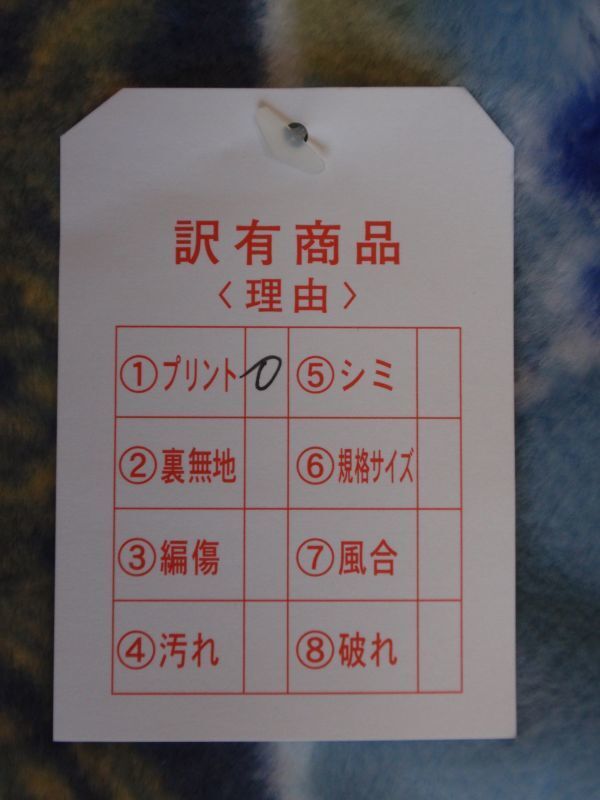 訳有商品
〈理由〉
①プリント 0 ⑤シミ
②裏無地 ⑥規格サイズ
③編傷 ⑦風合
④汚れ ⑧破れ